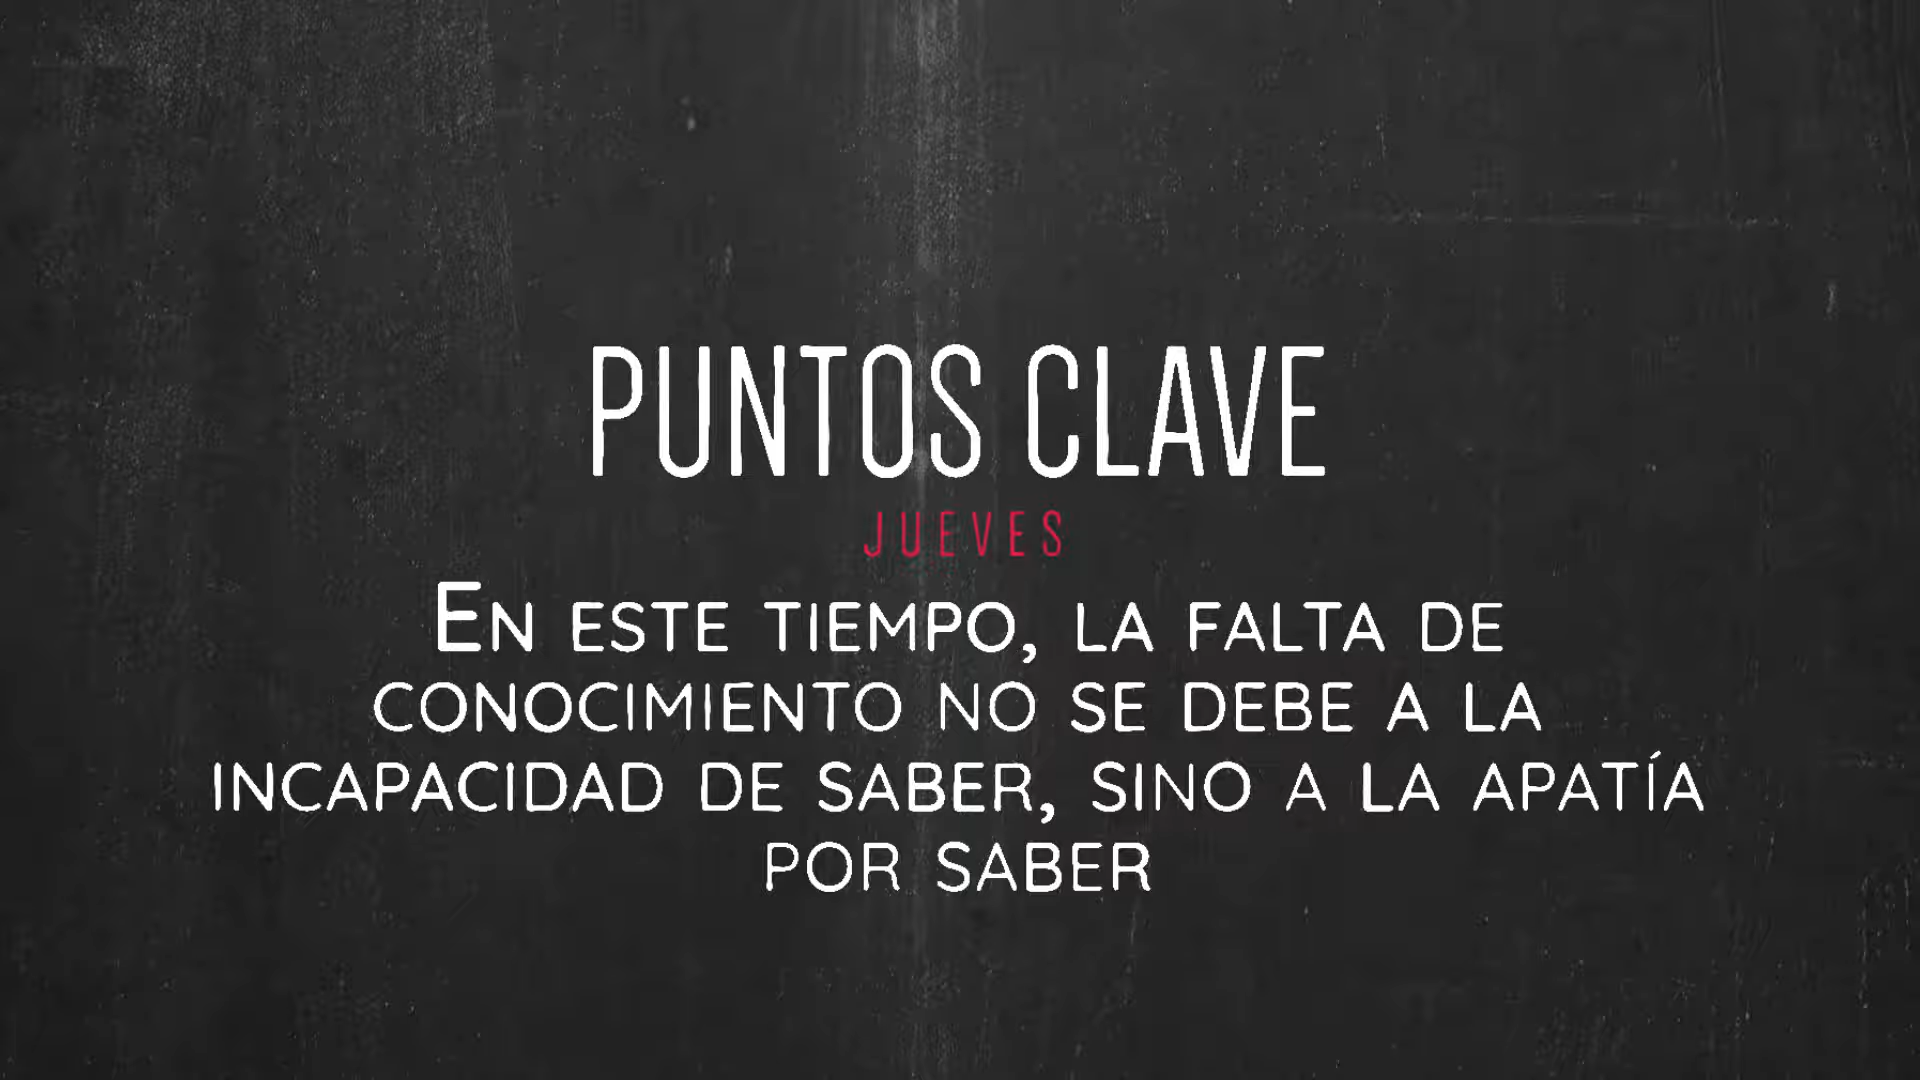 PUNTOS CLAVE
JUEVES
EN ESTE TIEMPO, LA FALTA DE
CONOCIMIENTO NO SE DEBE A LA
INCAPACIDAD DE SABER, SINO A LA APATÍA
POR SABER